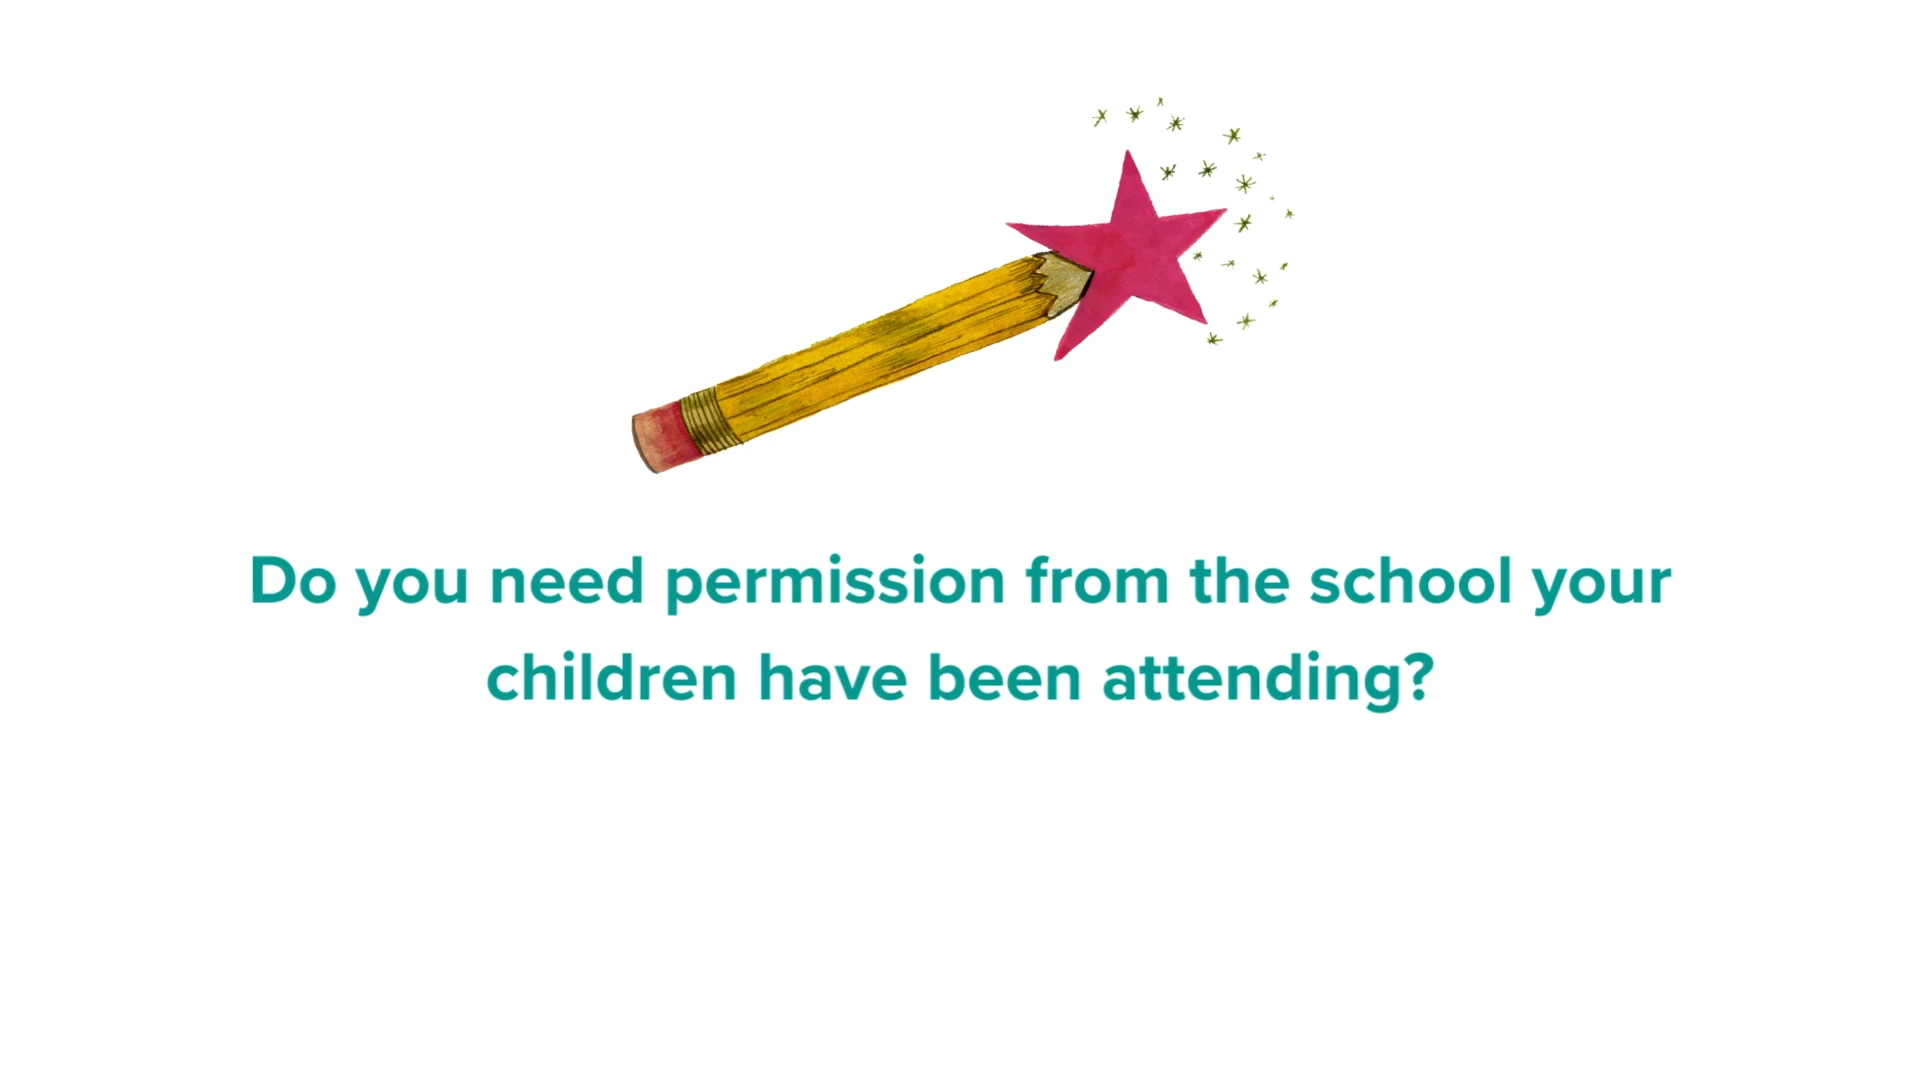 Do you need permission from the school your
children have been attending?